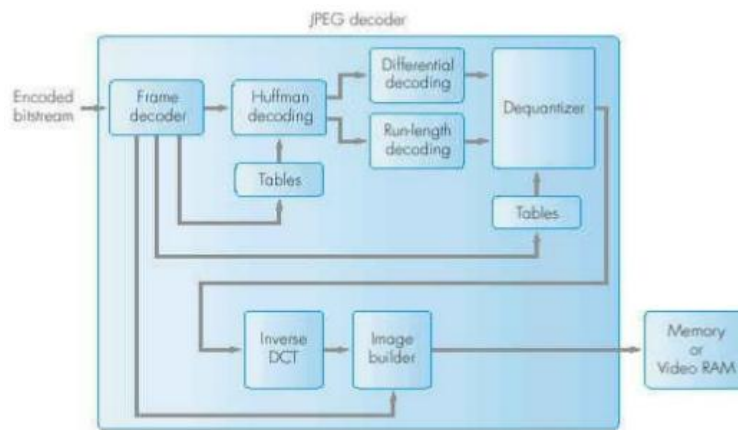 JPEG decoder
Encoded
bitstream
Frame
decoder
Huffman
decoding
Differential
decoding
Run-length
decoding
Dequantizer
Tables
Tables
Inverse
DCT
Image
builder
Memory
or
Video RAM